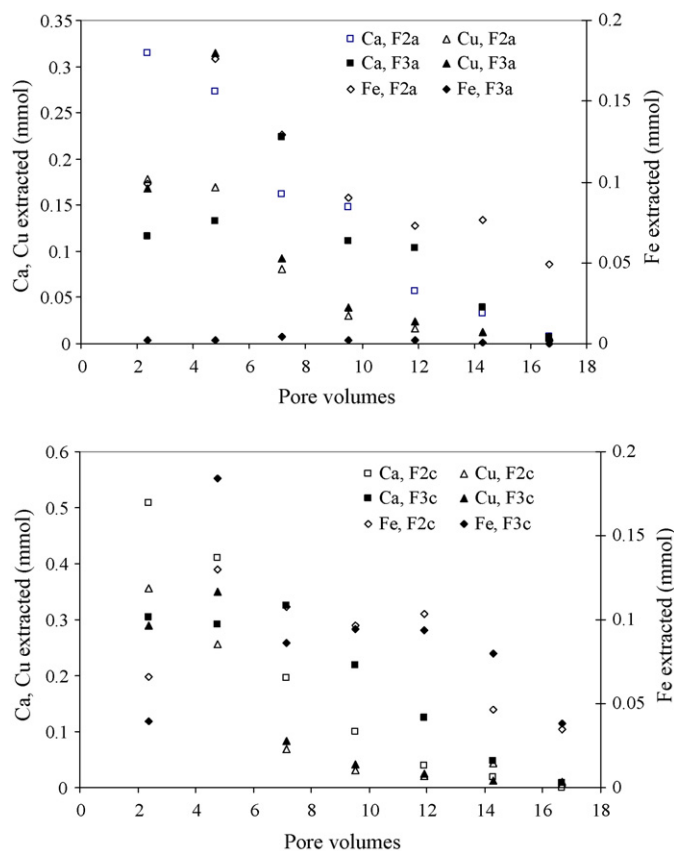 0.35
0.3
0.25
0.2
0.15
0.1
0.05
0
Ca, Cu extracted (mmol)
Ca, F2a Cu, F2a
Ca, F3a Cu, F3a
Fe, F2a Fe, F3a
0.2
0.15
0.1
0.05
0
Fe extracted (mmol)
0 2 4 6 8 10 12 14 16 18
Pore volumes
0.6
0.5
0.4
0.3
0.2
0.1
0
Ca, Cu extracted (mmol)
Ca, F2c Cu, F2c
Ca, F3c Cu, F3c
Fe, F2c Fe, F3c
0.2
0.15
0.1
0.05
0
Fe extracted (mmol)
0 2 4 6 8 10 12 14 16 18
Pore volumes